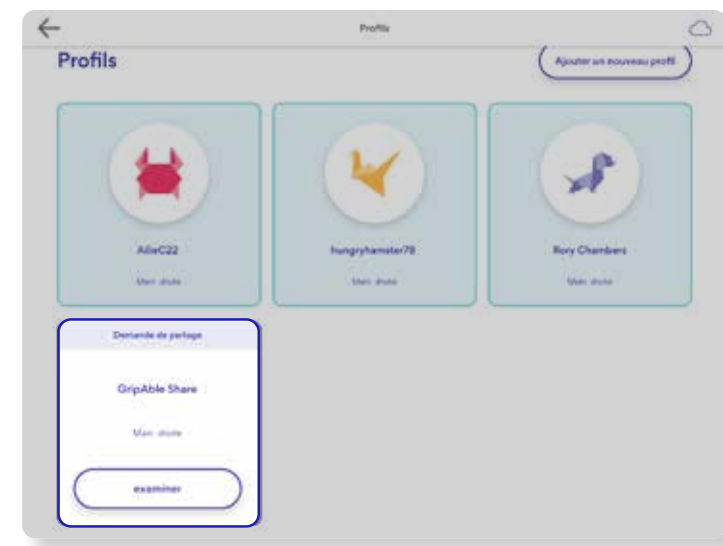 Profils
Profils
Ajouter un nouveau profil
AilieC22
hungryhamster78
Rory Chambers
Main droite
Main droite
Main droite
Demande de partage
GripAble Share
Main droite
examiner